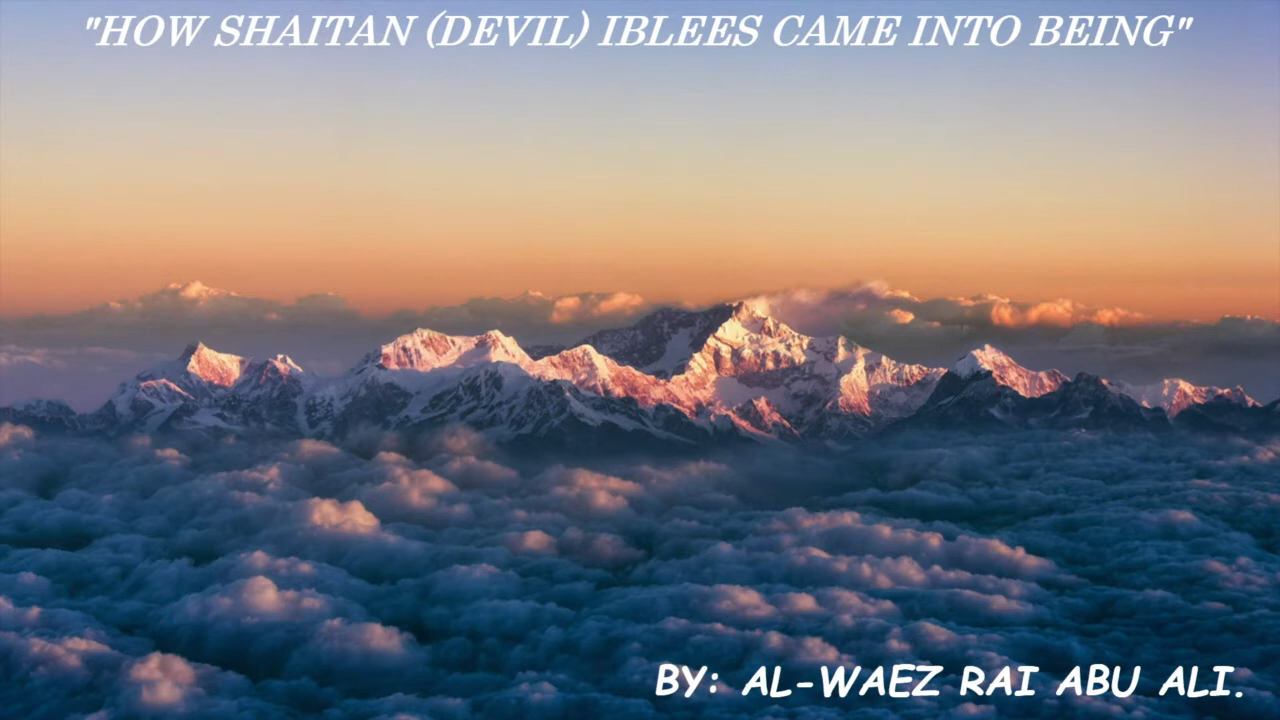 "HOW SHAITAN (DEVIL) IBLEES CAME INTO BEING"
BY: AL-WAEZ RAI ABU ALI.